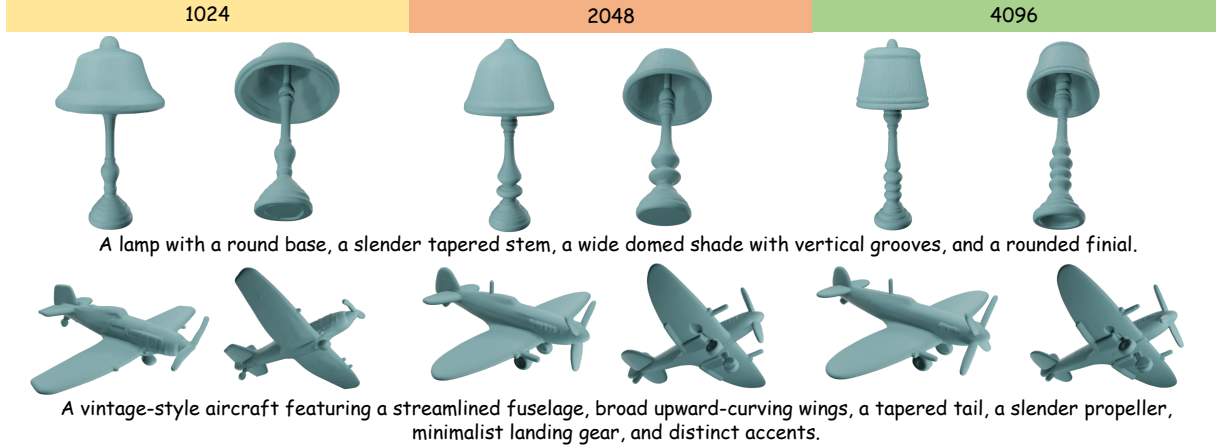 1024 2048 4096
A lamp with a round base, a slender tapered stem, a wide domed shade with vertical grooves, and a rounded finial.
A vintage-style aircraft featuring a streamlined fuselage, broad upward-curving wings, a tapered tail, a slender propeller,
minimalist landing gear, and distinct accents.